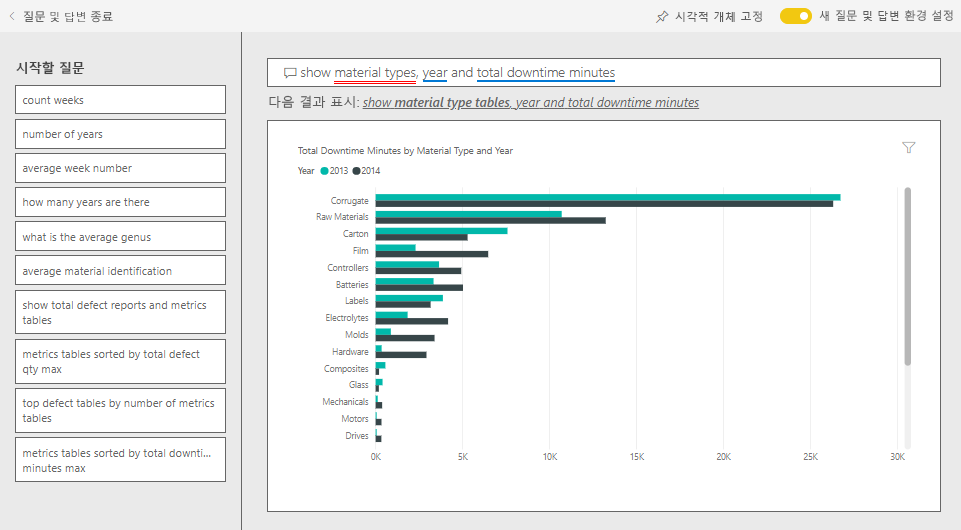 질문 및 답변 종료
시각적 개체 고정
새 질문 및 답변 환경 설정
시작할 질문
count weeks
number of years
average week number
how many years are there
what is the average genus
average material identification
show total defect reports and metrics
tables
metrics tables sorted by total defect
qty max
top defect tables by number of metrics
tables
metrics tables sorted by total downti...
minutes max
show material types, year and total downtime minutes
다음 결과 표시: show material type tables, year and total downtime minutes
Total Downtime Minutes by Material Type and Year
Year 2013 2014
Corrugate
Raw Materials
Carton
Film
Controllers
Batteries
Labels
Electrolytes
Molds
Hardware
Composites
Glass
Mechanicals
Motors
Drives
0K 5K 10K 15K 20K 25K 30K